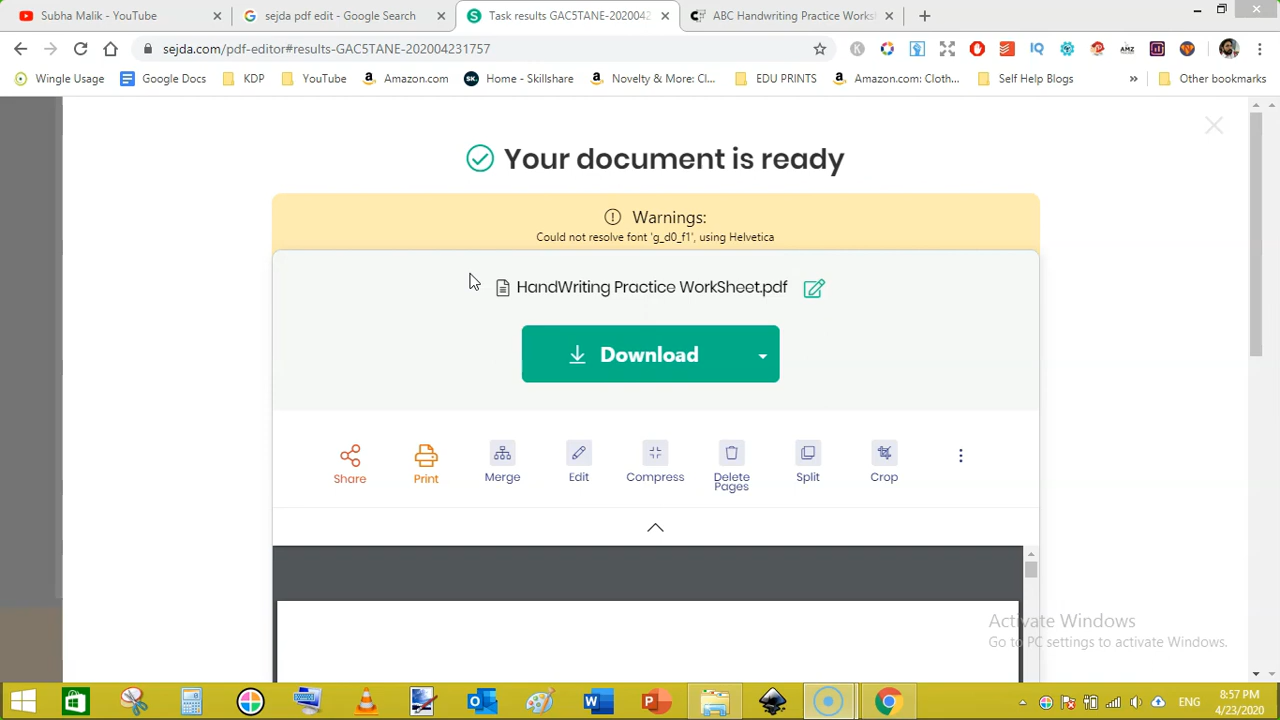 Subha Malik - YouTube
sejda pdf edit - Google Search
Task results GAC5TANE-2020042
ABC Handwriting Practice Works
sejda.com/pdf-editor#results-GAC5TANE-202004231757
Wingle Usage
Google Docs
KDP
YouTube
Amazon.com
Home - Skillshare
Novelty & More: Cl...
EDU PRINTS
Amazon.com: Cloth...
Self Help Blogs
»
Other bookmarks
Your document is ready
Warnings:
Could not resolve font 'g_d0_f1', using Helvetica
HandWriting Practice WorkSheet.pdf
Download
Share
Print
Merge
Edit
Compress
Delete
Pages
Split
Crop
Activate Windows
Go to PC settings to activate Windows.
ENG
8:57 PM
4/23/2020